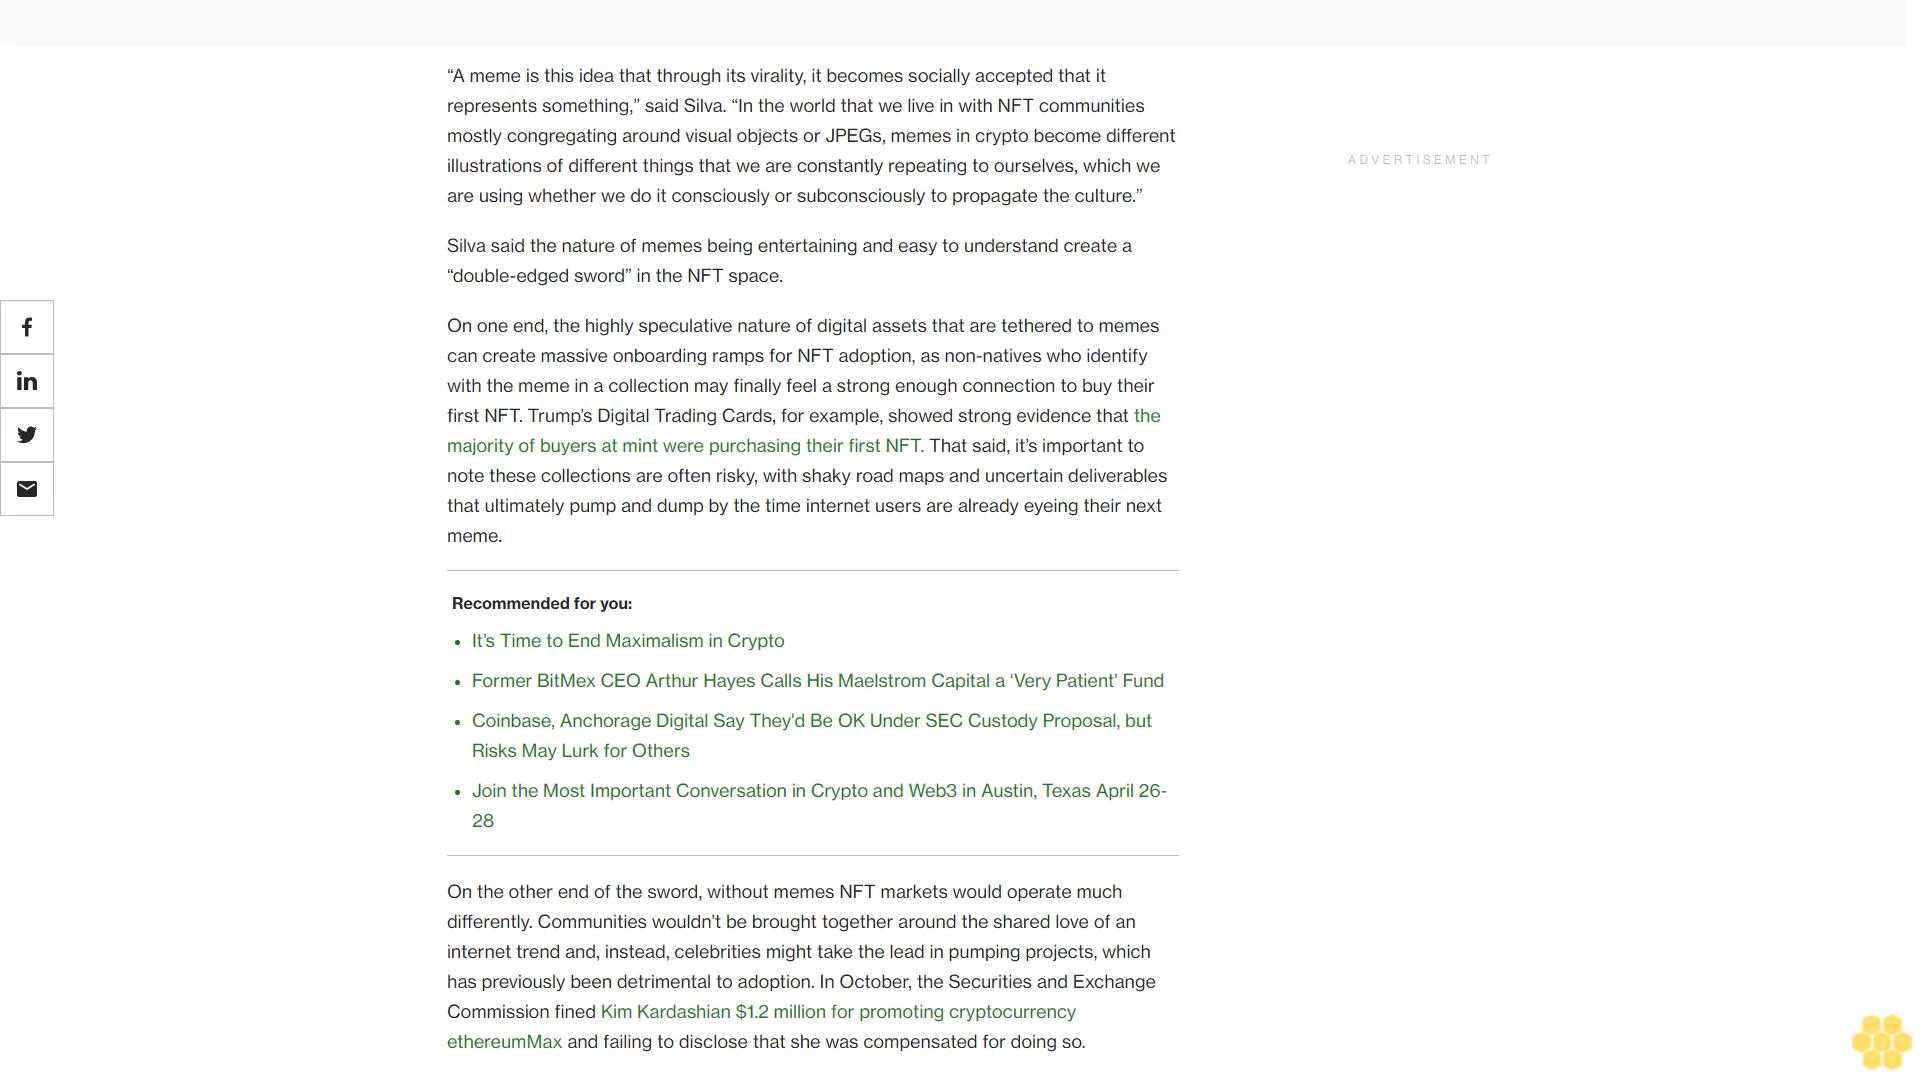 “A meme is this idea that through its virality, it becomes socially accepted that it
represents something,” said Silva. “In the world that we live in with NFT communities
mostly congregating around visual objects or JPEGs, memes in crypto become different
illustrations of different things that we are constantly repeating to ourselves, which we
are using whether we do it consciously or subconsciously to propagate the culture.”
ADVERTISEMENT
Silva said the nature of memes being entertaining and easy to understand create a
“double-edged sword” in the NFT space.
On one end, the highly speculative nature of digital assets that are tethered to memes
can create massive onboarding ramps for NFT adoption, as non-natives who identify
with the meme in a collection may finally feel a strong enough connection to buy their
first NFT. Trump’s Digital Trading Cards, for example, showed strong evidence that the
majority of buyers at mint were purchasing their first NFT. That said, it’s important to
note these collections are often risky, with shaky road maps and uncertain deliverables
that ultimately pump and dump by the time internet users are already eyeing their next
meme.
Recommended for you:
• It’s Time to End Maximalism in Crypto
• Former BitMex CEO Arthur Hayes Calls His Maelstrom Capital a ‘Very Patient’ Fund
• Coinbase, Anchorage Digital Say They'd Be OK Under SEC Custody Proposal, but
Risks May Lurk for Others
• Join the Most Important Conversation in Crypto and Web3 in Austin, Texas April 26-
28
On the other end of the sword, without memes NFT markets would operate much
differently. Communities wouldn’t be brought together around the shared love of an
internet trend and, instead, celebrities might take the lead in pumping projects, which
has previously been detrimental to adoption. In October, the Securities and Exchange
Commission fined Kim Kardashian $1.2 million for promoting cryptocurrency
ethereumMax and failing to disclose that she was compensated for doing so.